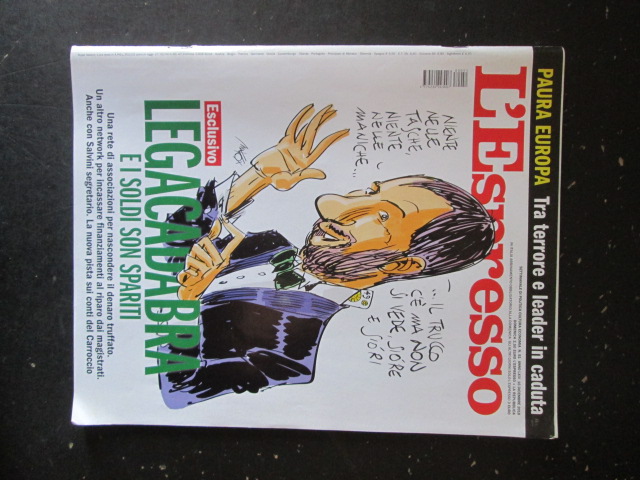 PAURA EUROPA Tra terrore e leader in caduta
L'Espresso
NIENTE
NELLE
TASCHE,
NIENTE
NELLE
MANICHE...
-...IL TRUCCO
C'È MA NON
SI VEDE, SIORE
E SIORI
Esclusivo
LEGACADABRA
E I SOLDI SON SPARITI
Una rete di associazioni per nascondere il denaro truffato.
Un altro network per incassare finanziamenti al riparo dai magistrati.
Anche con Salvini segretario. La nuova pista sui conti del Carroccio